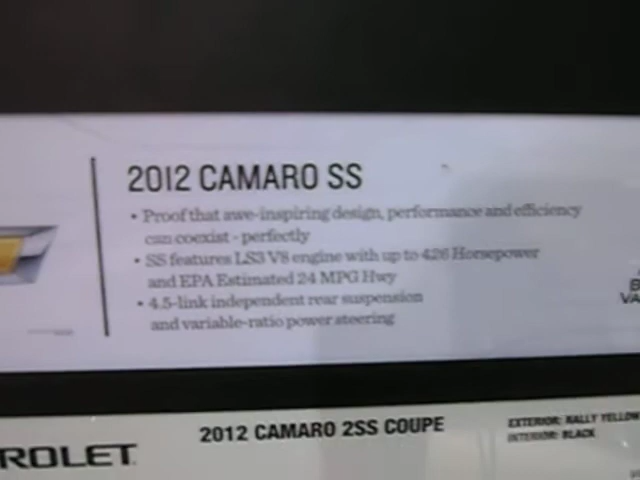 2012 CAMARO SS
• Proof that awe-inspiring design, performance and efficiency
can coexist - perfectly
• SS features LS3 V8 engine with up to 426 Horsepower
and EPA Estimated 24 MPG Hwy
• 4.5-link independent rear suspension
and variable-ratio power steering
B
VA
ROLET
2012 CAMARO 2SS COUPE
EXTERIOR: RALLY YELLOW
INTERIOR: BLACK